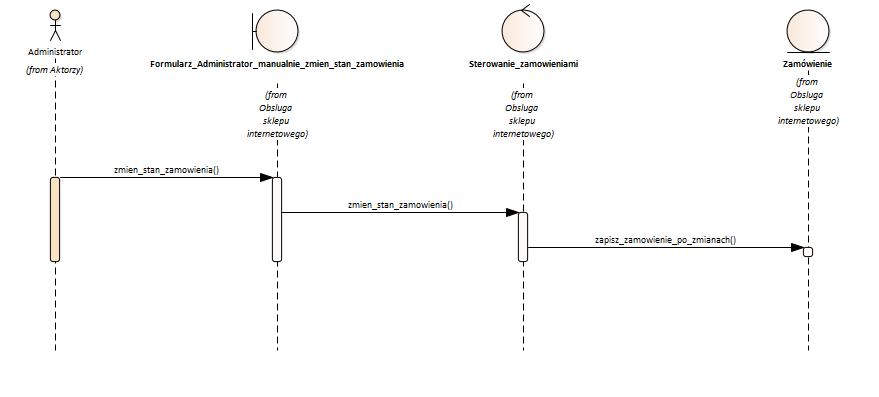 Administrator
(from Aktorzy)
Formularz_Administrator_manualnie_zmien_stan_zamowienia
(from
Obsluga
sklepu
internetowego)
Sterowanie_zamowieniami
(from
Obsluga
sklepu
internetowego)
Zamówienie
(from
Obsluga
sklepu
internetowego)
zmien_stan_zamowienia()
zmien_stan_zamowienia()
zapisz_zamowienie_po_zmianach()